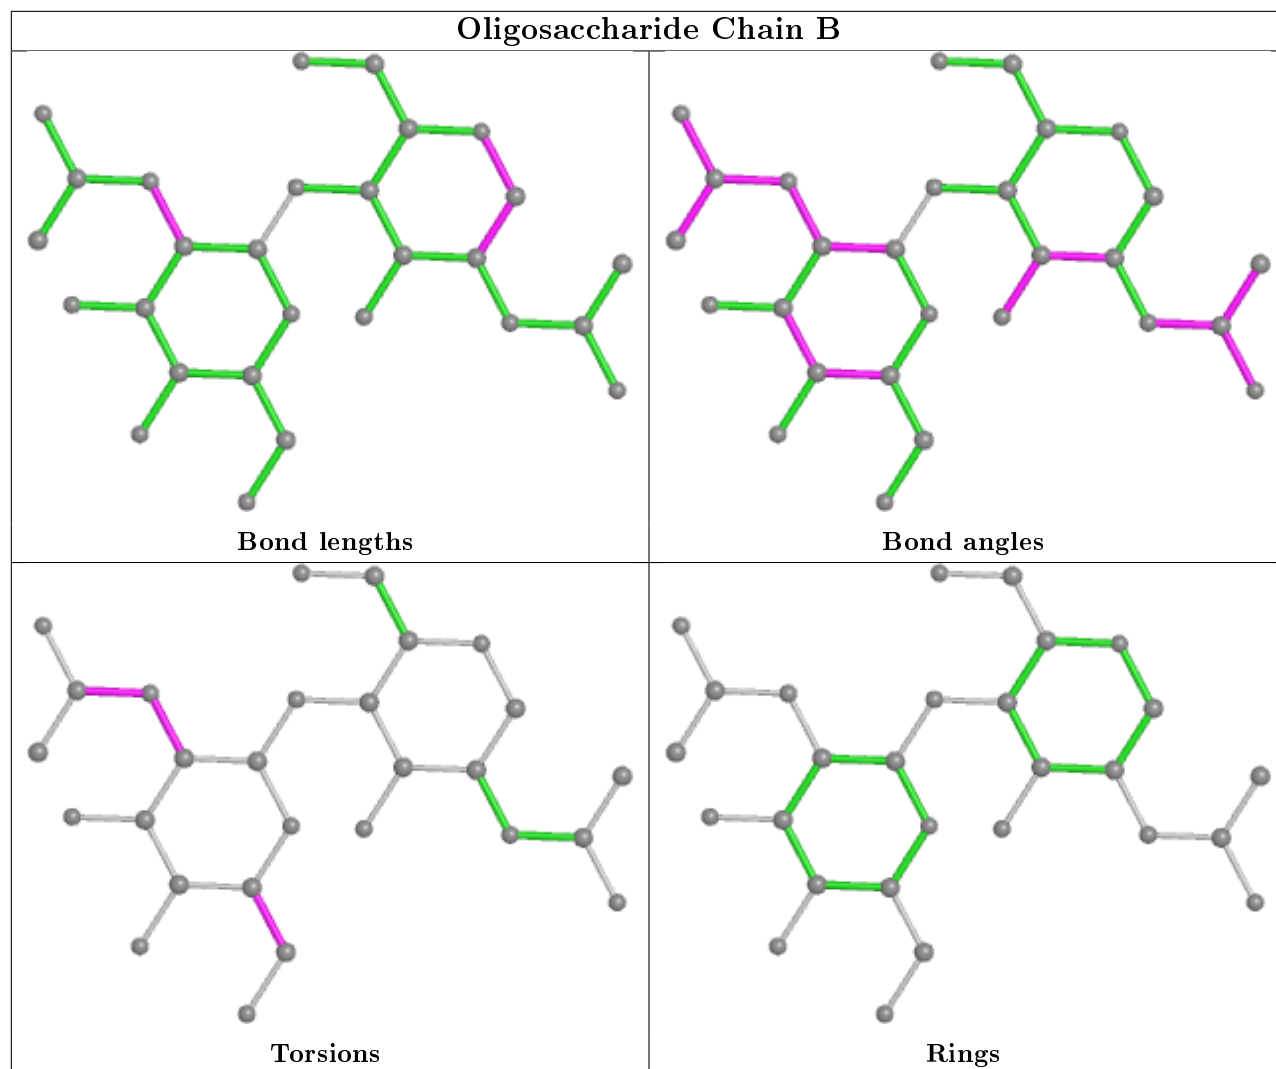 Oligosaccharide Chain B
Bond lengths
Bond angles
Torsions
Rings